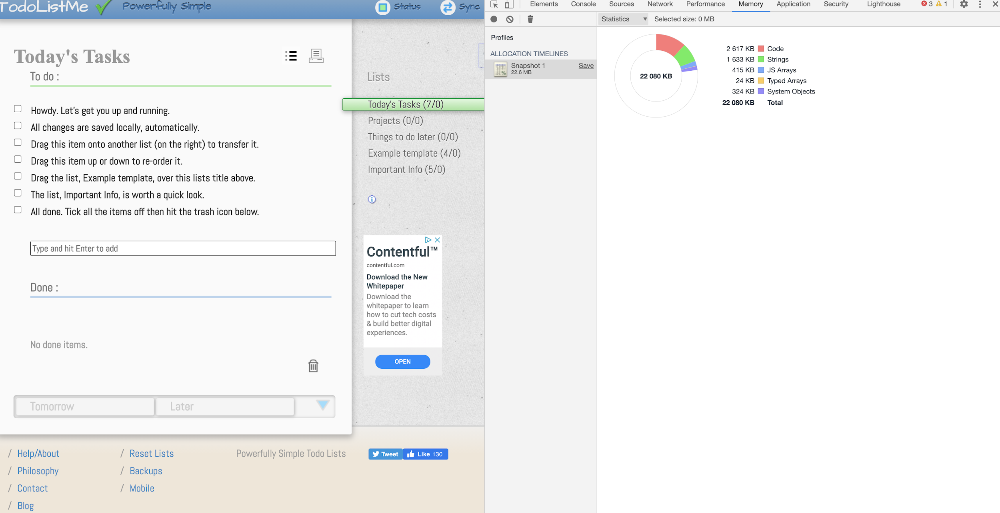 TodoListMe
Powerfully Simple
Status
Sync
Today's Tasks
To do :
Howdy. Let's get you up and running.
All changes are saved locally, automatically.
Drag this item onto another list (on the right) to transfer it.
Drag this item up or down to re-order it.
Drag the list, Example template, over this lists title above.
The list, Important Info, is worth a quick look.
All done. Tick all the items off then hit the trash icon below.
Type and hit Enter to add
Done :
No done items.
Tomorrow
Later
Lists
Today's Tasks (7/0)
Projects (0/0)
Things to do later (0/0)
Example template (4/0)
Important Info (5/0)
Contentful™
contentful.com
Download the New
Whitepaper
Download the
whitepaper to learn
how to cut tech costs
& build better digital
experiences.
OPEN
/ Help/About
/ Philosophy
/ Contact
/ Blog
/ Reset Lists
/ Backups
/ Mobile
Powerfully Simple Todo Lists
Tweet
Like 130
Elements Console Sources Network Performance Memory Application Security Lighthouse 3 1
Statistics Selected size: 0 MB
Profiles
ALLOCATION TIMELINES
Snapshot 1 Save
22.6 MB
22 080 KB
2 617 KB Code
1 633 KB Strings
415 KB JS Arrays
24 KB Typed Arrays
324 KB System Objects
22 080 KB Total